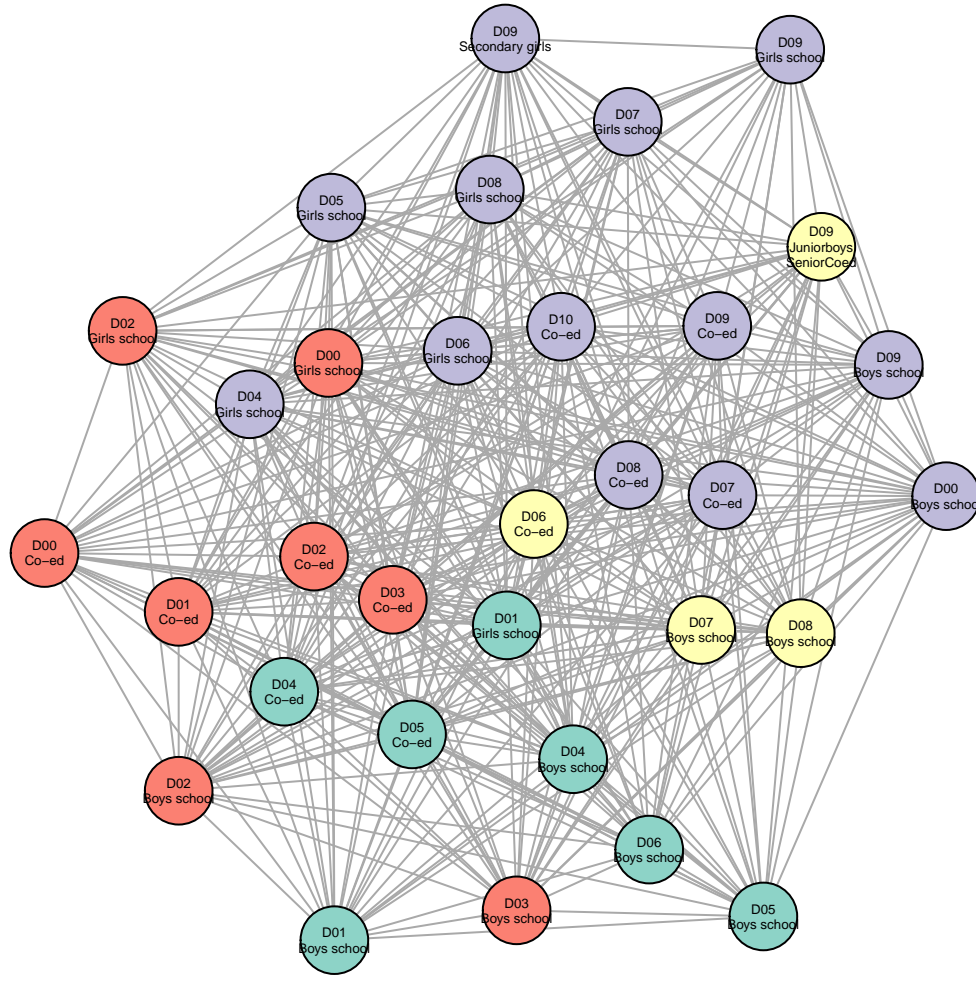 D09
Secondary girls
D09
Girls school
D07
Girls school
D08
Girls school
D05
Girls school
D09
Juniorboys
SeniorCoed
D02
Girls school
D00
Girls school
D06
Girls school
D10
Co−ed
D09
Co−ed
D09
Boys school
D04
Girls school
D08
Co−ed
D07
Co−ed
D00
Boys school
D06
Co−ed
D00
Co−ed
D02
Co−ed
D03
Co−ed
D01
Co−ed
D01
Girls school
D07
Boys school
D08
Boys school
D04
Co−ed
D05
Co−ed
D04
Boys school
D02
Boys school
D06
Boys school
D03
Boys school
D05
Boys school
D01
Boys school